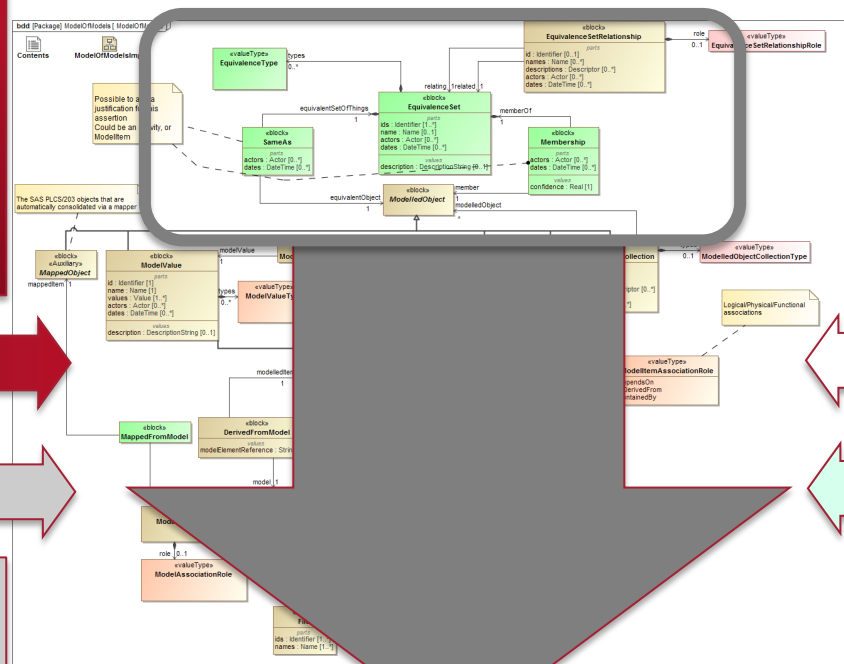 bdd [Package] ModelOfModels [ ModelOfM
Contents
«valueType»
EquivalenceType
types
0..*
«block»
EquivalenceSetRelationship
parts
id : Identifier [0..1]
names : Name [0..*]
descriptions : Descriptor [0..*]
actors : Actor [0..*]
dates : DateTime [0..*]
role
0..1
«valueType»
EquivalenceSetRelationshipRole
Possible to
justification
assertion
Could be an
ModelItem
relating 1
related 1
equivalentSetOfThings
1
«block»
EquivalenceSet
parts
ids : Identifier [1..*]
name : Name [0..1]
actors : Actor [0..*]
dates : DateTime [0..*]
values
description : DescriptionString [0..1]
memberOf
1
«block»
SameAs
parts
actors : Actor [0..*]
dates : DateTime [0..*]
«block»
Membership
parts
actors : Actor [0..*]
dates : DateTime [0..*]
values
confidence : Real [1]
equivalentObject
1
«block»
ModelledObject
member
1
modelledObject
*
The SAS PLCS/203 objects that are
automatically consolidated via a mapper
«block»
«Auxiliary»
MappedObject
mappedItem 1
«block»
ModelValue
parts
id : Identifier [1]
name : Name [1]
values : Value [1..*]
actors : Actor [0..*]
dates : DateTime [0..*]
values
description : DescriptionString [0..1]
modelValue
1
types
0..*
«valueType»
ModelValueTy
ollection
0..1
«valueType»
ModelledObjectCollectionType
Logical/Physical/Functional
associations
«valueType»
odelItemAssociationRole
ependsOn
DerivedFrom
ontainedBy
modelledIte
1
«block»
MappedFromModel
«block»
DerivedFromModel
values
modelElementReference : Strin
model 1
role 0..1
«valueType»
ModelAssociationRole
parts
ids : Identifier [1..
names : Name [1..